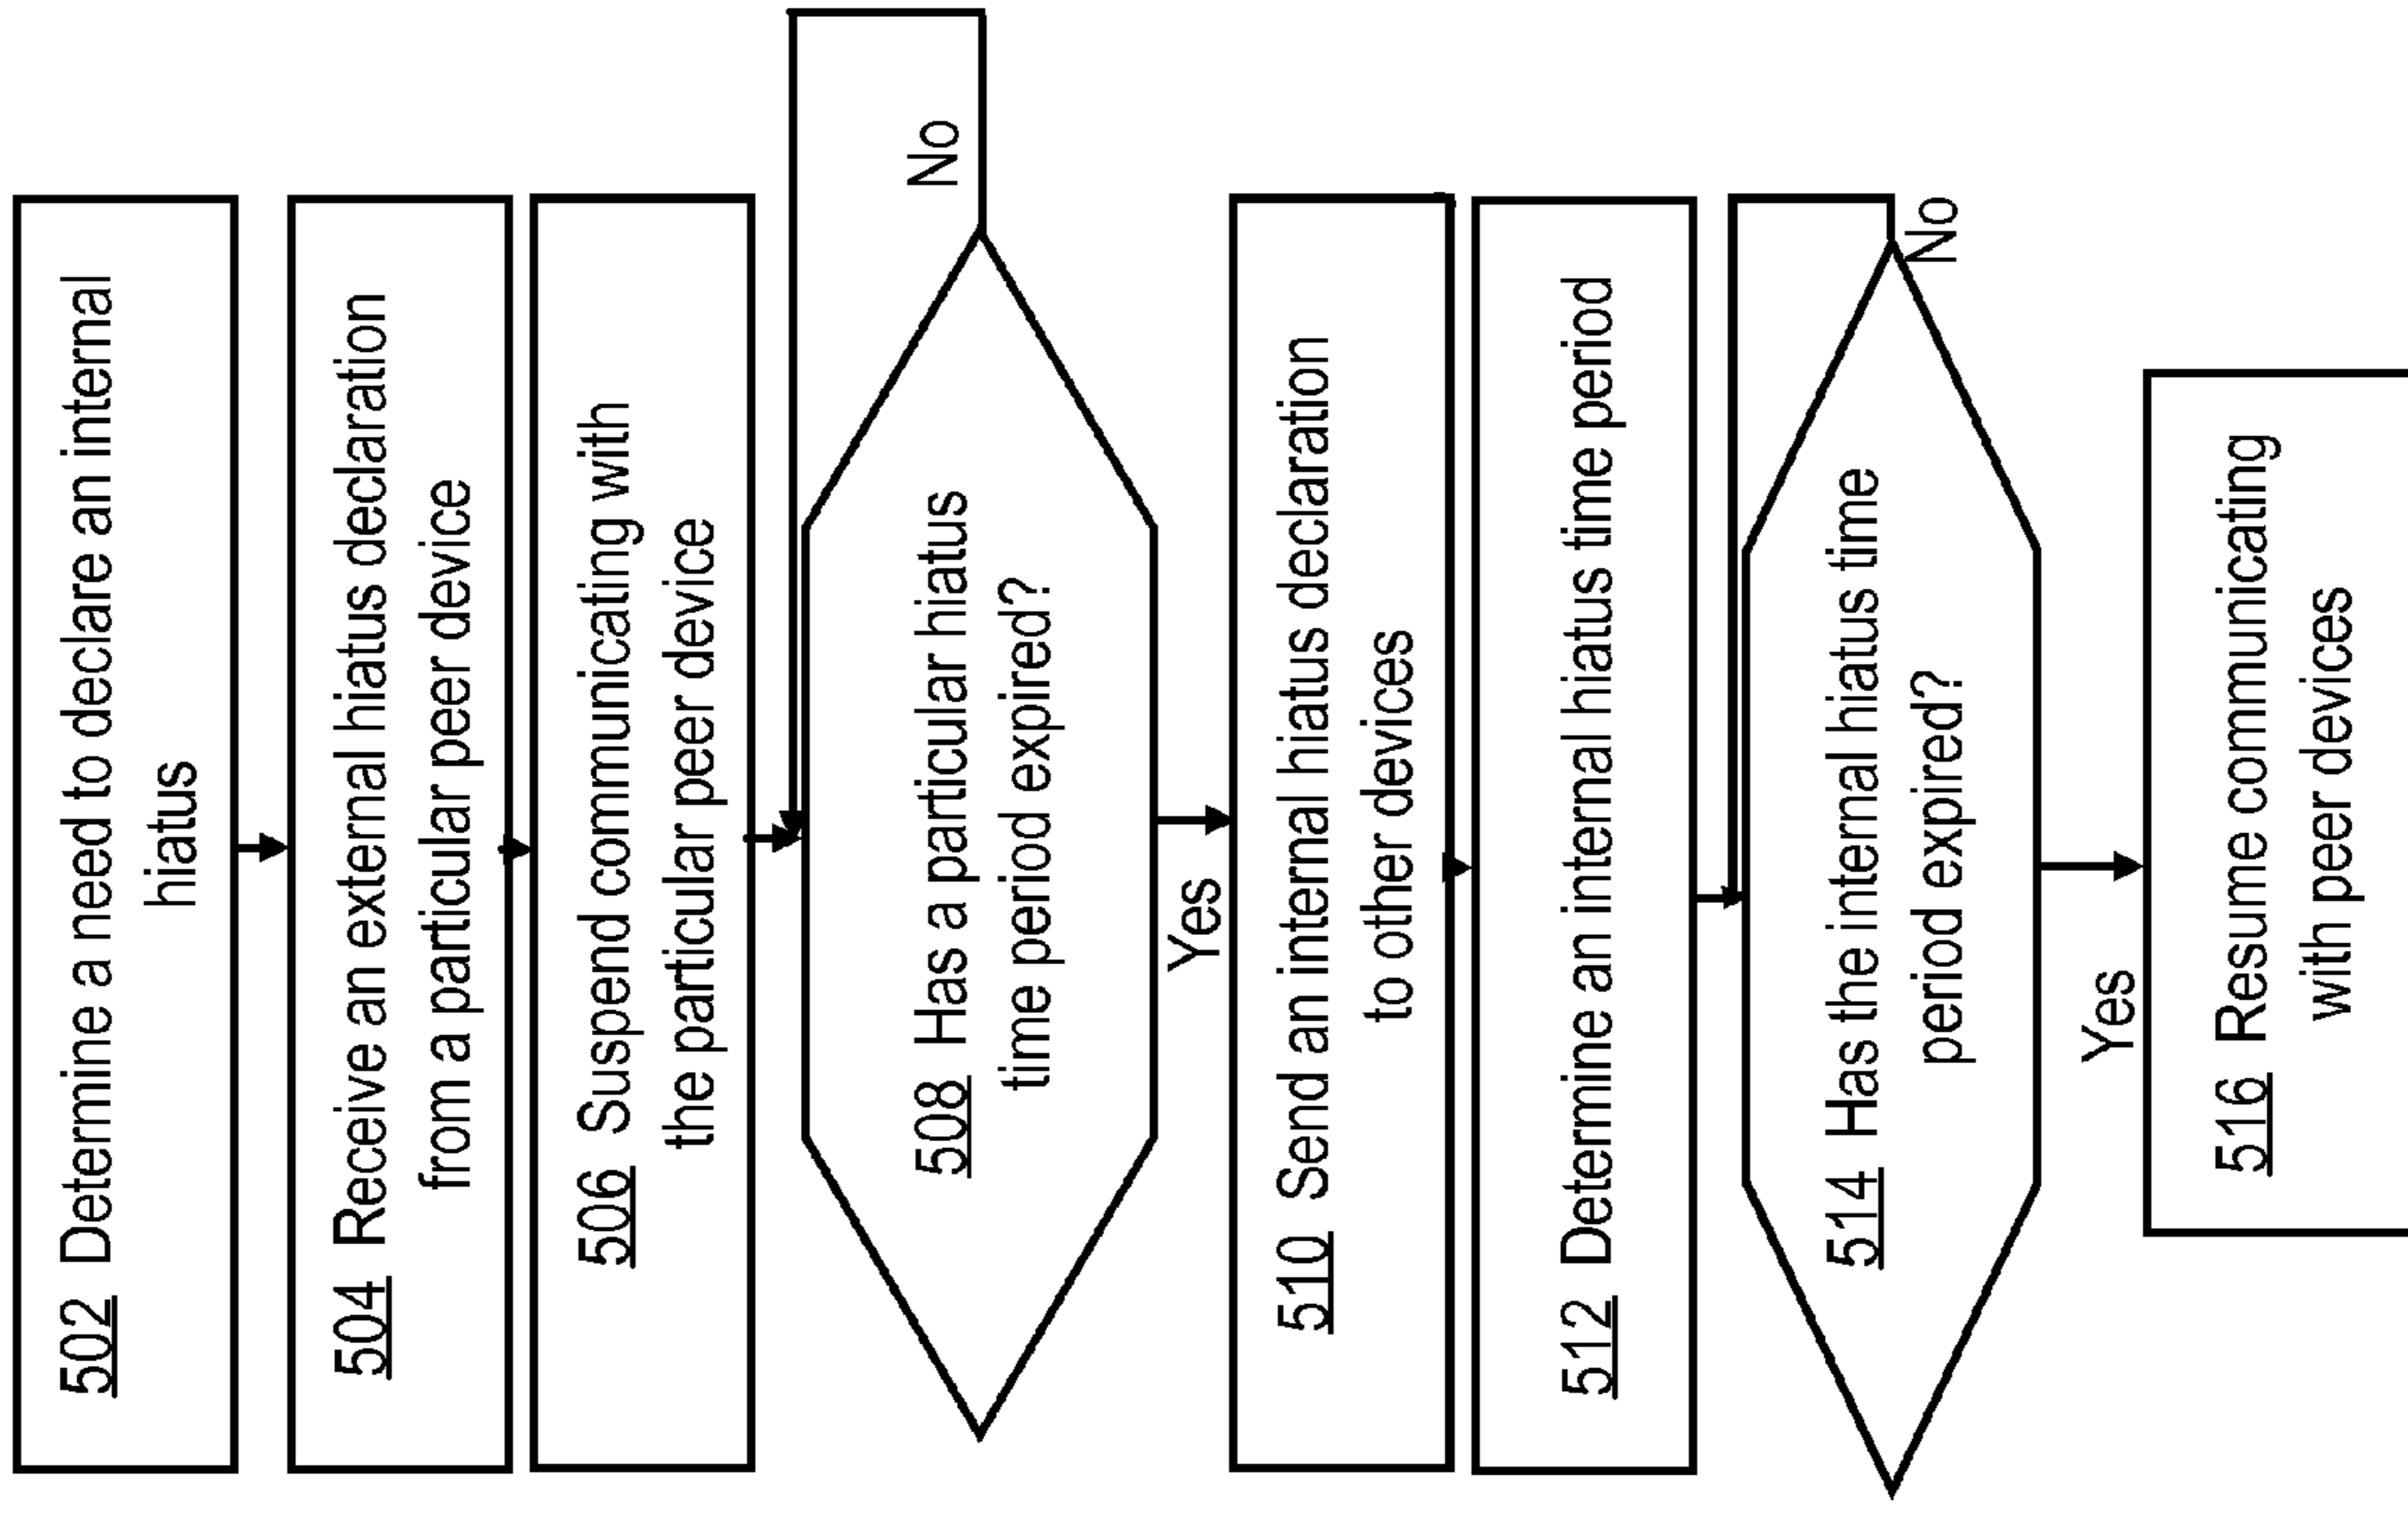 502 Determine a need to declare an internal
hiatus
504 Receive an external hiatus declaration
from a particular peer device
506 Suspend communicating with
the particular peer device
508 Has a particular hiatus
time period expired?
No
Yes
510 Send an internal hiatus declaration
to other devices
512 Determine an internal hiatus time period
514 Has the internal hiatus time
period expired?
No
Yes
516 Resume communicating
with peer devices